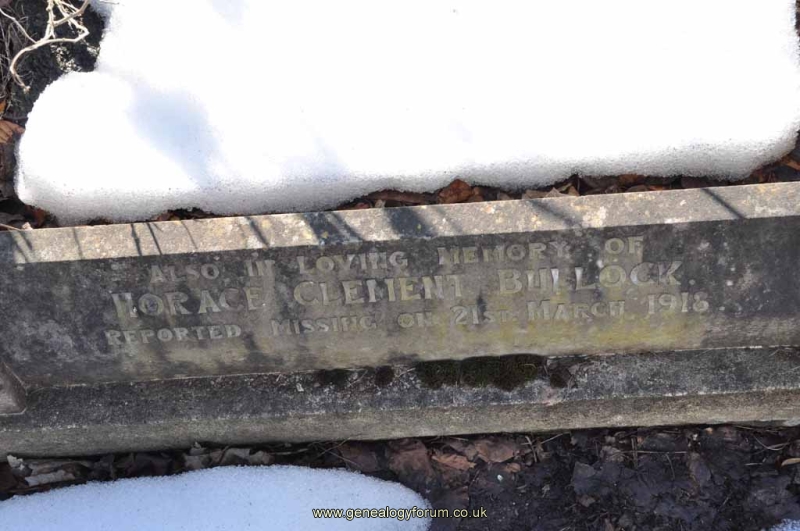 ALSO IN LOVING MEMORY OF
HORACE CLEMENT BULLOCK.
REPORTED MISSING ON 21ST MARCH 1918
www.genealogyforum.co.uk